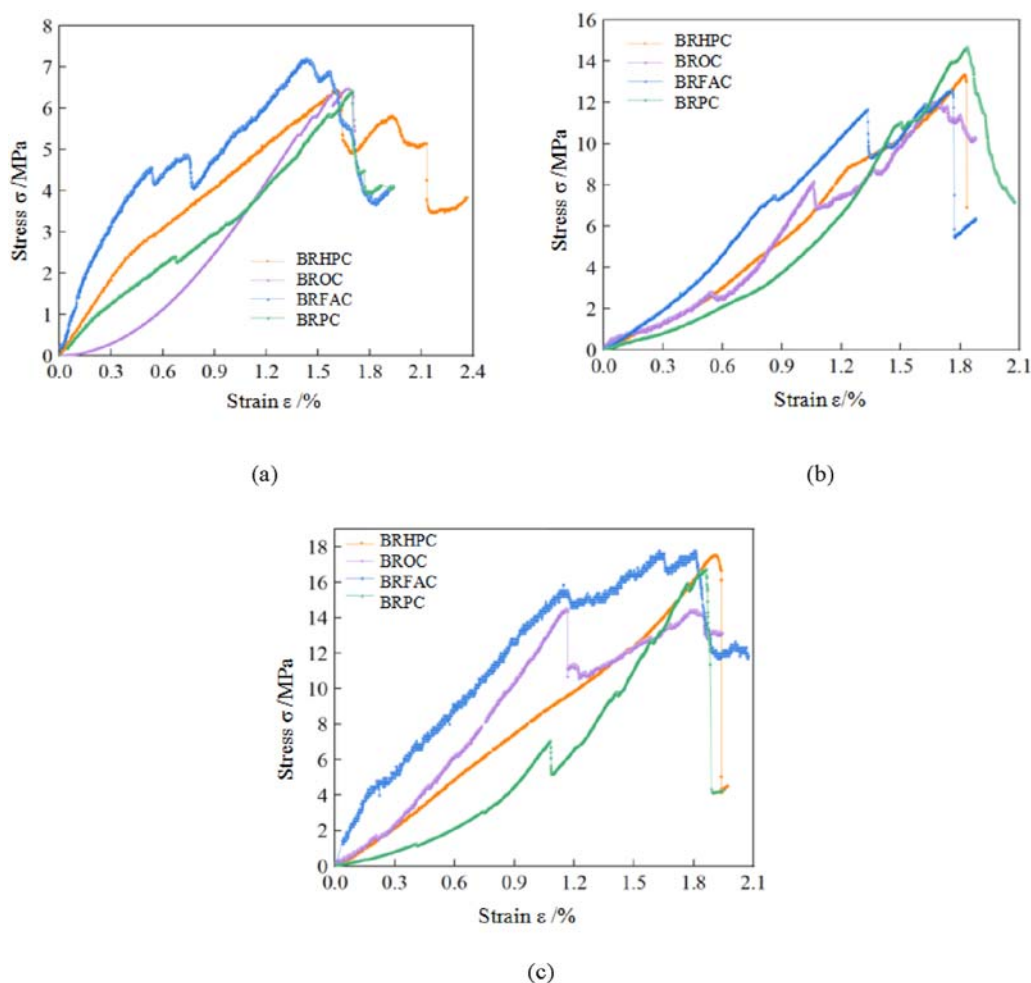 8
7
6
5
4
3
2
1
0
Stress σ /MPa
BRHPC
BROC
BRFAC
BRPC
0.0 0.3 0.6 0.9 1.2 1.5 1.8 2.1 2.4
Strain ε /%
(a)
16
14
12
10
8
6
4
2
0
Stress σ /MPa
BRHPC
BROC
BRFAC
BRPC
0.0 0.3 0.6 0.9 1.2 1.5 1.8 2.1
Strain ε/%
(b)
18
16
14
12
10
8
6
4
2
0
Stress σ /MPa
BRHPC
BROC
BRFAC
BRPC
0.0 0.3 0.6 0.9 1.2 1.5 1.8 2.1
Strain ε /%
(c)